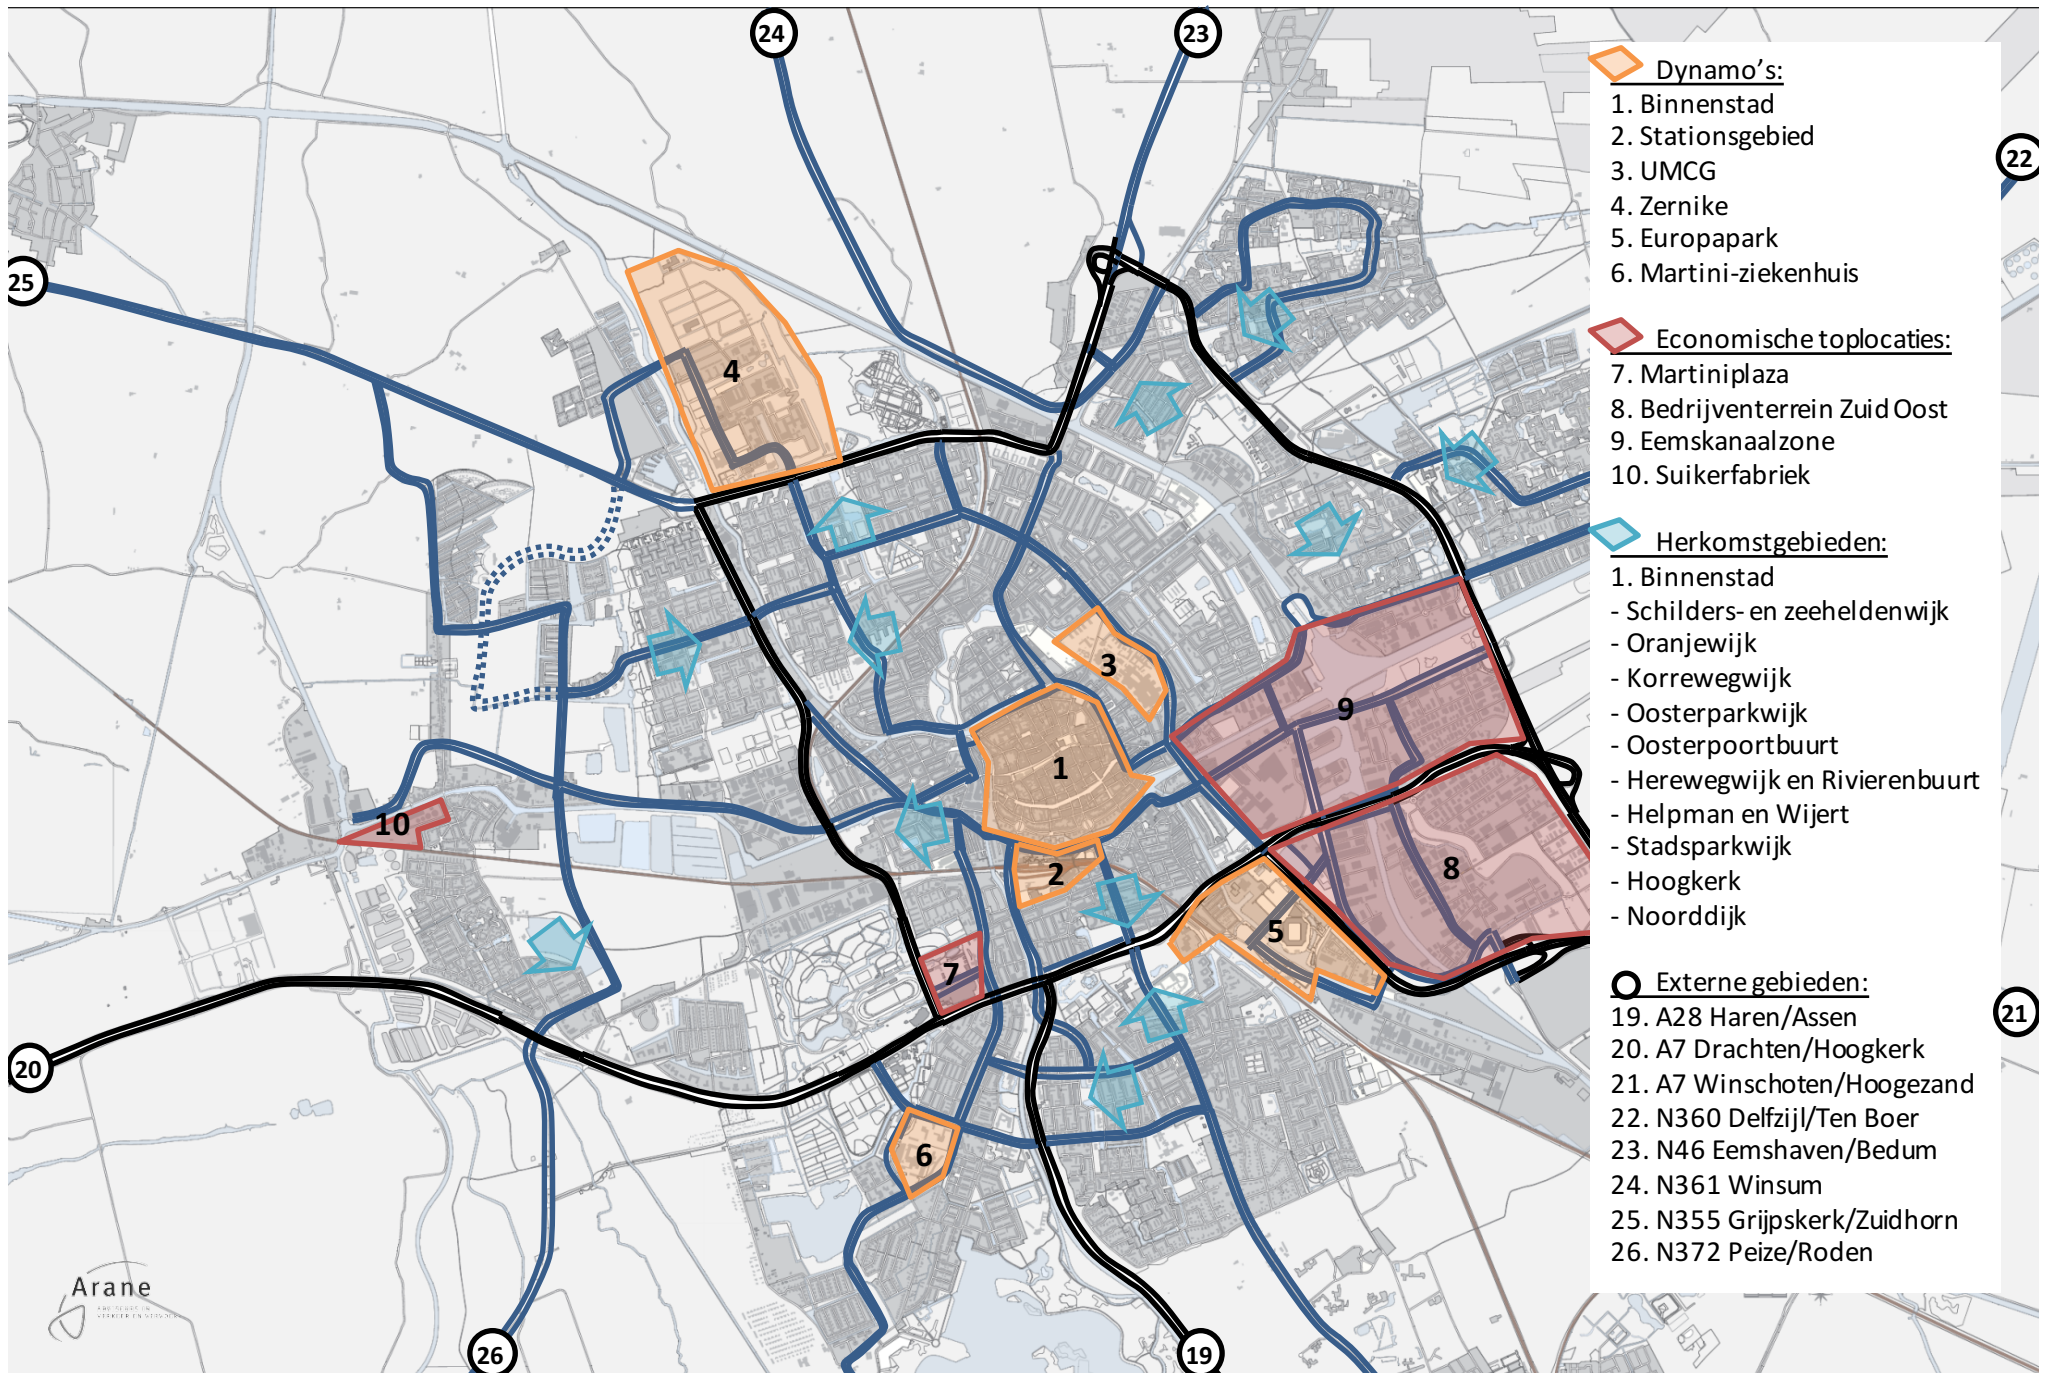 24
23
22
25
4
3
9
1
10
2
8
5
7
21
20
6
26
19
Dynamo's:
1. Binnenstad
2. Stationsgebied
3. UMCG
4. Zernike
5. Europapark
6. Martini-ziekenhuis
Economische toplocaties:
7. Martiniplaza
8. Bedrijventerrein Zuid Oost
9. Eemskanaalzone
10. Suikerfabriek
Herkomstgebieden:
1. Binnenstad
- Schilders- en zeeheldenwijk
- Oranjewijk
- Korrewegwijk
- Oosterparkwijk
- Oosterpoortbuurt
- Herewegwijk en Rivierenbuurt
- Helpman en Wijert
- Stadsparkwijk
- Hoogkerk
- Noorddijk
Externe gebieden:
19. A28 Haren/Assen
20. A7 Drachten/Hoogkerk
21. A7 Winschoten/Hoogezand
22. N360 Delfzijl/Ten Boer
23. N46 Eemshaven/Bedum
24. N361 Winsum
25. N355 Grijpskerk/Zuidhorn
26. N372 Peize/Roden
Arane